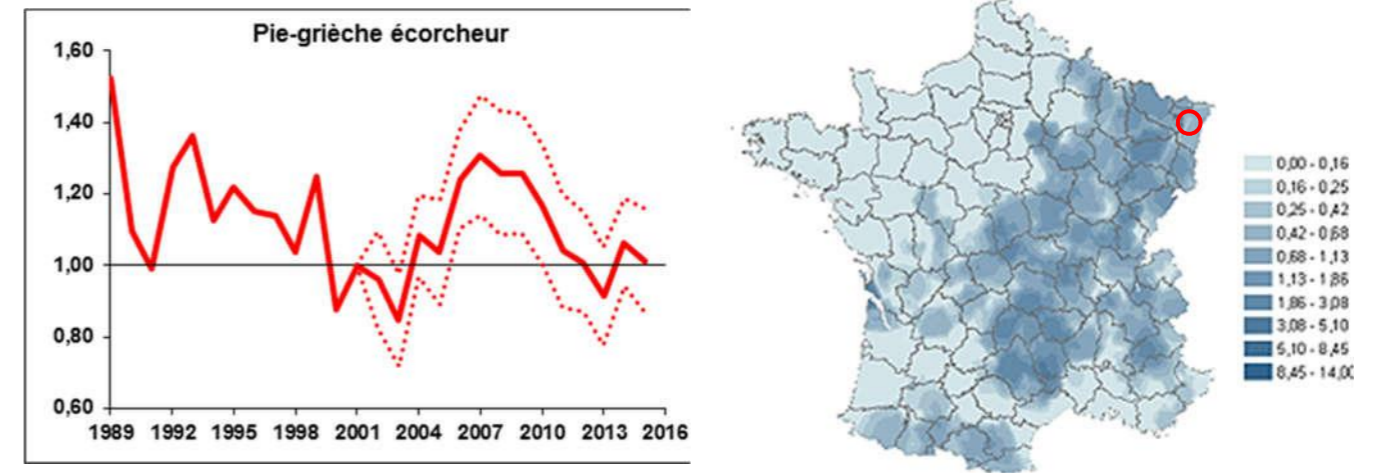 Pie-grièche écorcheur
1,60
1,40
1,20
1,00
0,80
0,60
1989 1992 1995 1998 2001 2004 2007 2010 2013 2016
0,00 - 0,16
0,16 - 0,25
0,25 - 0,42
0,42 - 0,68
0,68 - 1,13
1,13 - 1,86
1,86 - 3,08
3,08 - 5,10
5,10 - 8,45
8,45 - 14,00